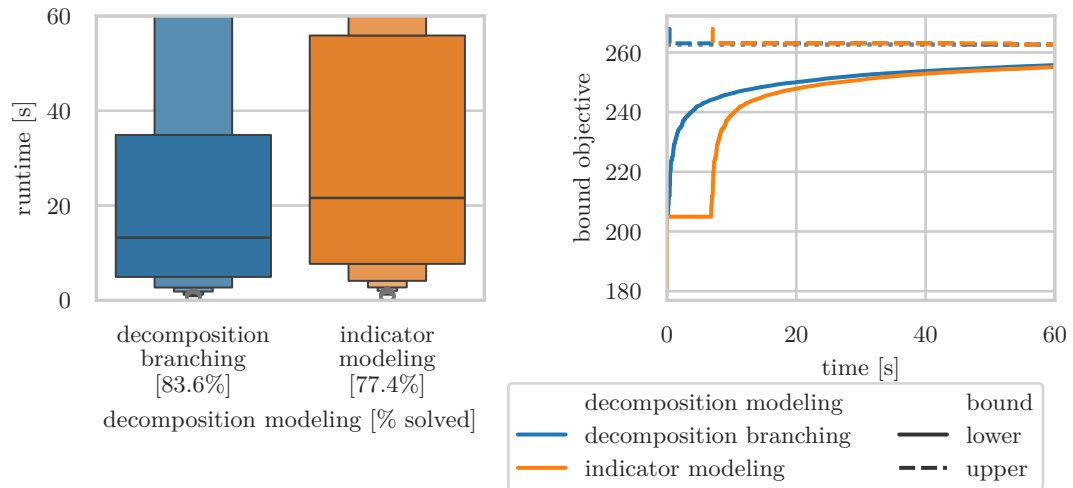 60
40
20
0
runtime [s]
decomposition
branching
[83.6%]
indicator
modeling
[77.4%]
decomposition modeling [% solved]
260
240
220
200
180
bound objective
0
20
40
60
time [s]
decomposition modeling
decomposition branching
indicator modeling
bound
lower
upper